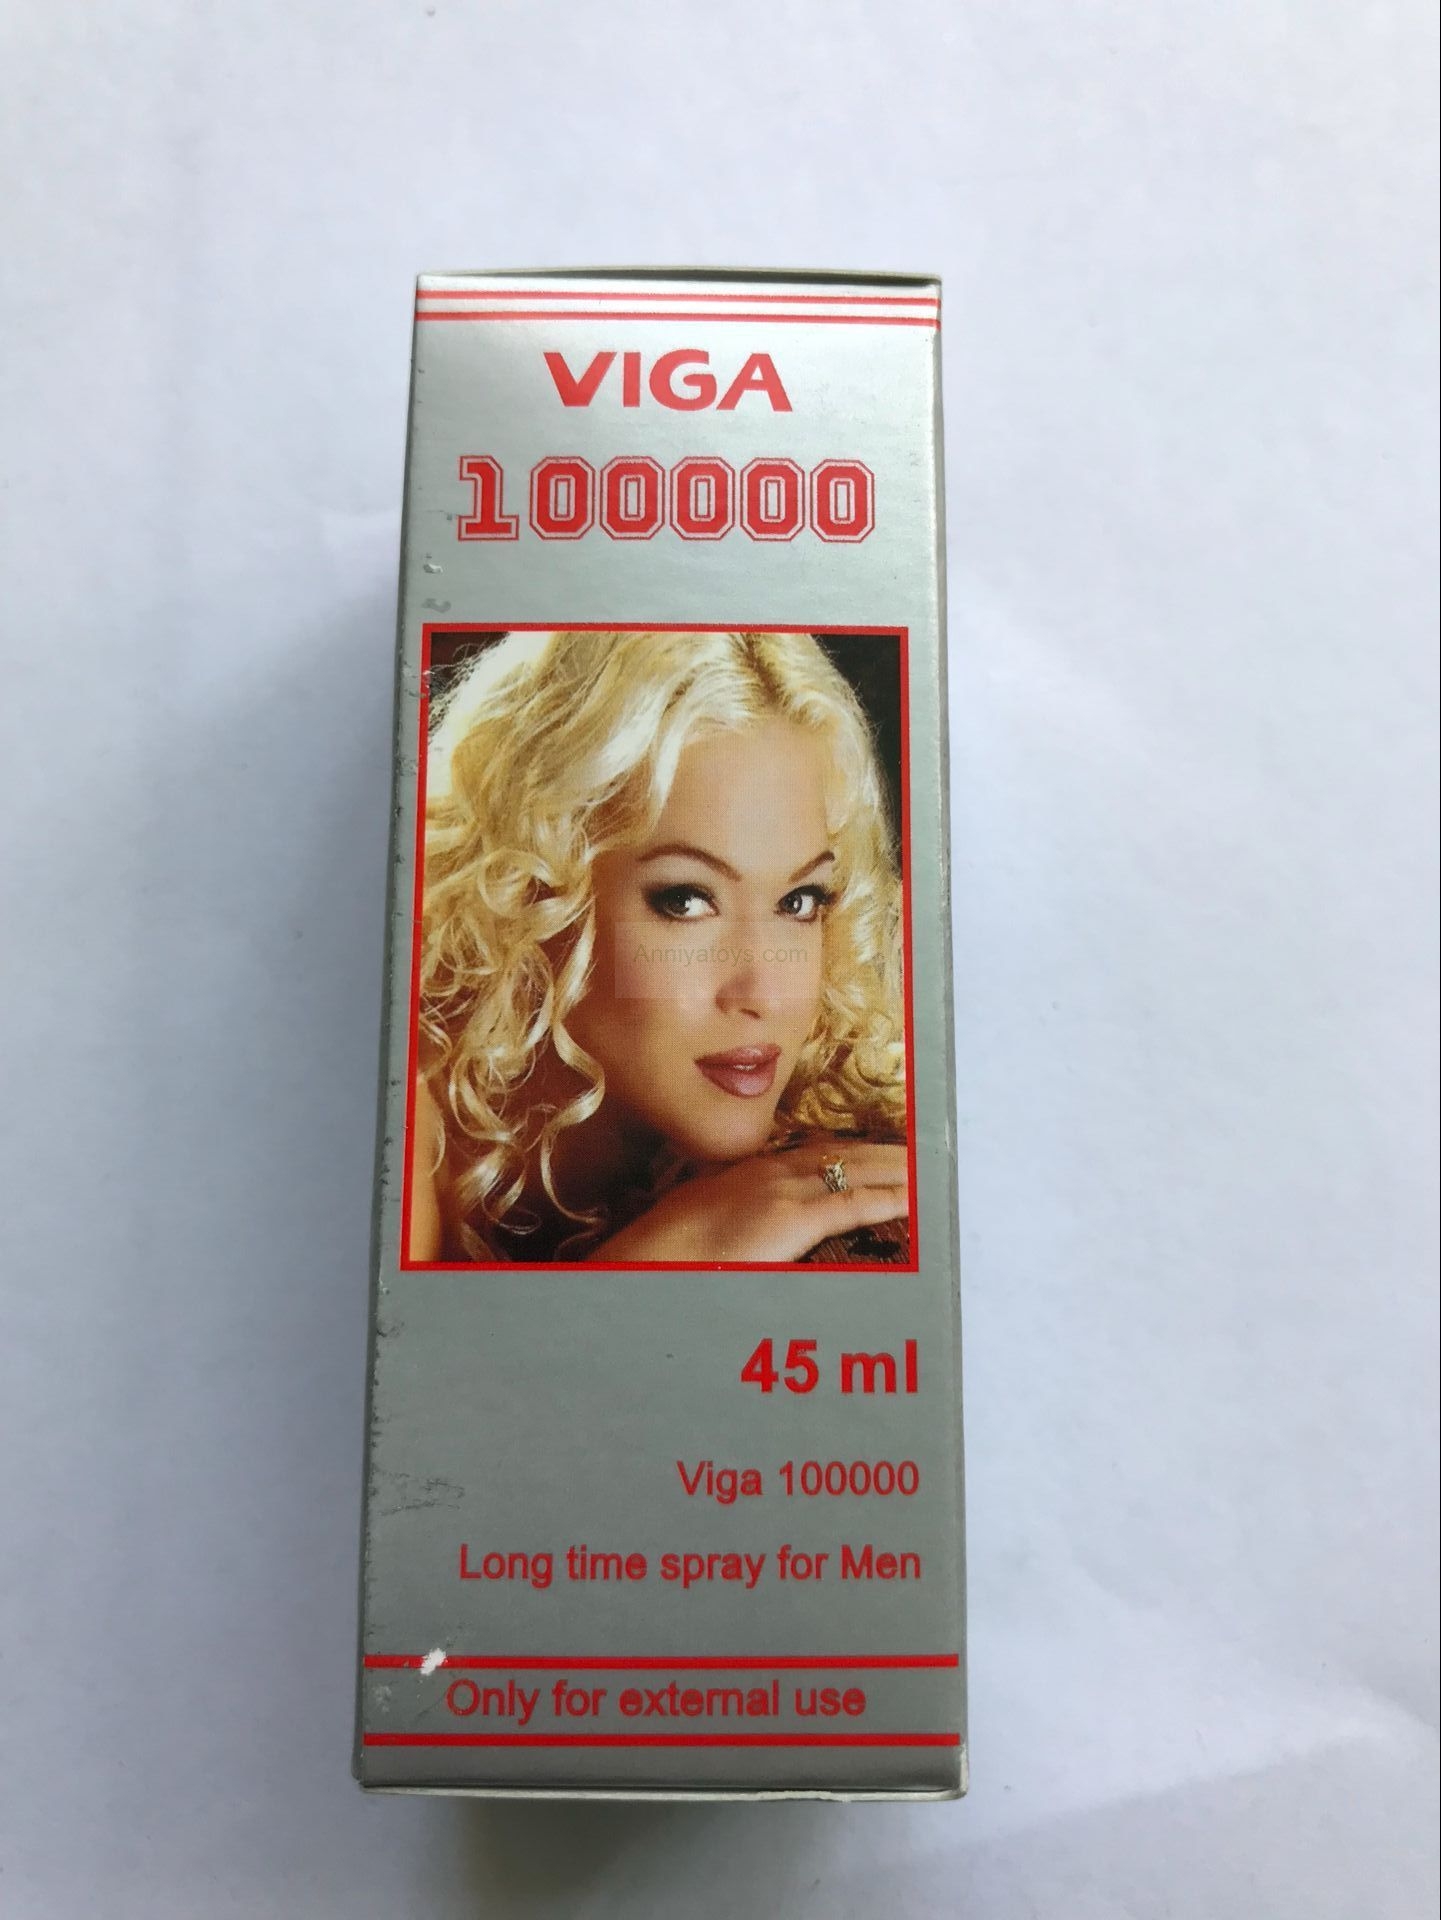 VIGA
100000
Anniyatoys com
45 ml
Viga 100000
Long time spray for Men
Only for external use